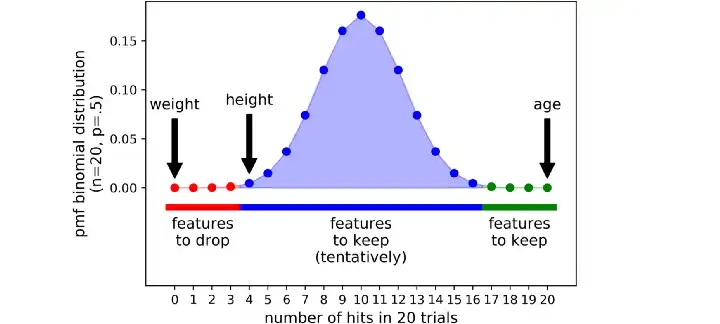 pmf binomial distribution
(n=20, p=.5)
0.15
0.10
0.05
0.00
weight
height
age
features
to drop
features
to keep
(tentatively)
features
to keep
0 1 2 3 4 5 6 7 8 9 10 11 12 13 14 15 16 17 18 19 20
number of hits in 20 trials